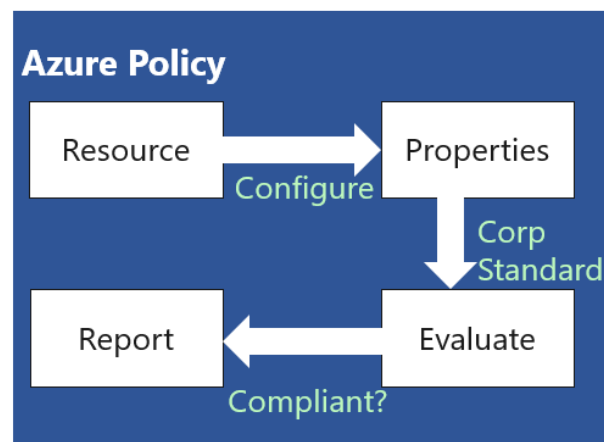 Azure Policy
Resource
Configure
Properties
Corp
Standard
Evaluate
Compliant?
Report